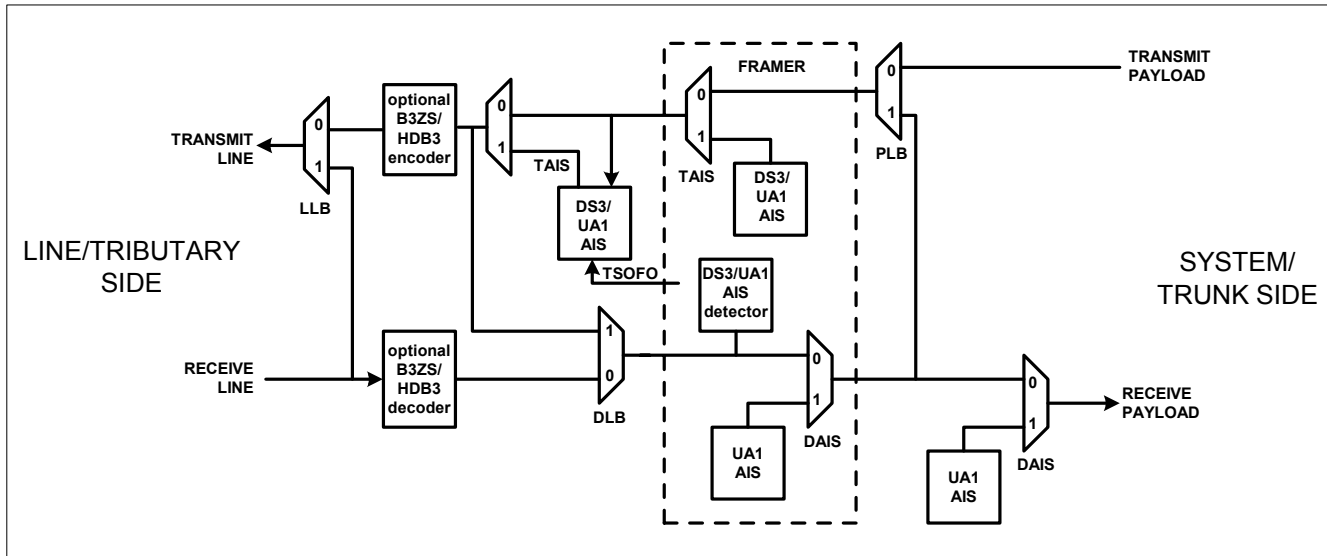 FRAMER
TRANSMIT
PAYLOAD
0
1
PLB
0
1
TAIS
DS3/
UA1
AIS
0
1
TAIS
DS3/
UA1
AIS
TSOFO
optional
B3ZS/
HDB3
encoder
0
1
LLB
TRANSMIT
LINE
LINE/TRIBUTARY
SIDE
SYSTEM/
TRUNK SIDE
DS3/UA1
AIS
detector
RECEIVE
LINE
optional
B3ZS/
HDB3
decoder
1
0
DLB
0
1
DAIS
UA1
AIS
0
1
DAIS
UA1
AIS
RECEIVE
PAYLOAD